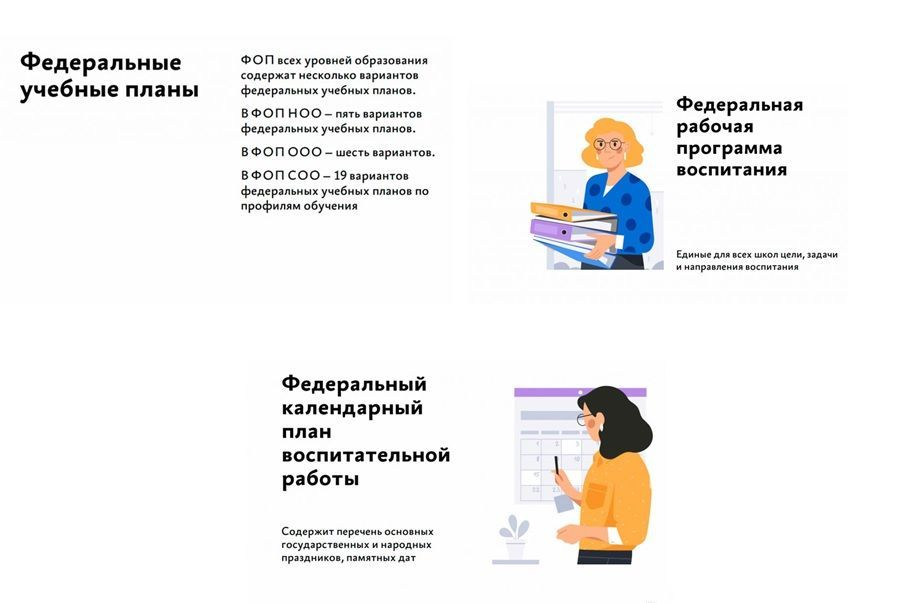 Федеральные
учебные планы
ФОП всех уровней образования
содержат несколько вариантов
федеральных учебных планов.
В ФОП НОО – пять вариантов
федеральных учебных планов.
В ФОП ООО – шесть вариантов.
В ФОП СОО – 19 вариантов
федеральных учебных планов по
профилям обучения
Федеральная
рабочая
программа
воспитания
Единые для всех школ цели, задачи
и направления воспитания
Федеральный
календарный
план
воспитательной
работы
Содержит перечень основных
государственных и народных
праздников, памятных дат